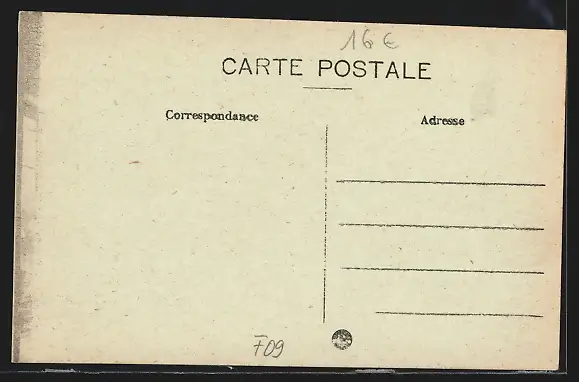 16 €
CARTE POSTALE
Correspondance
Adresse
F09